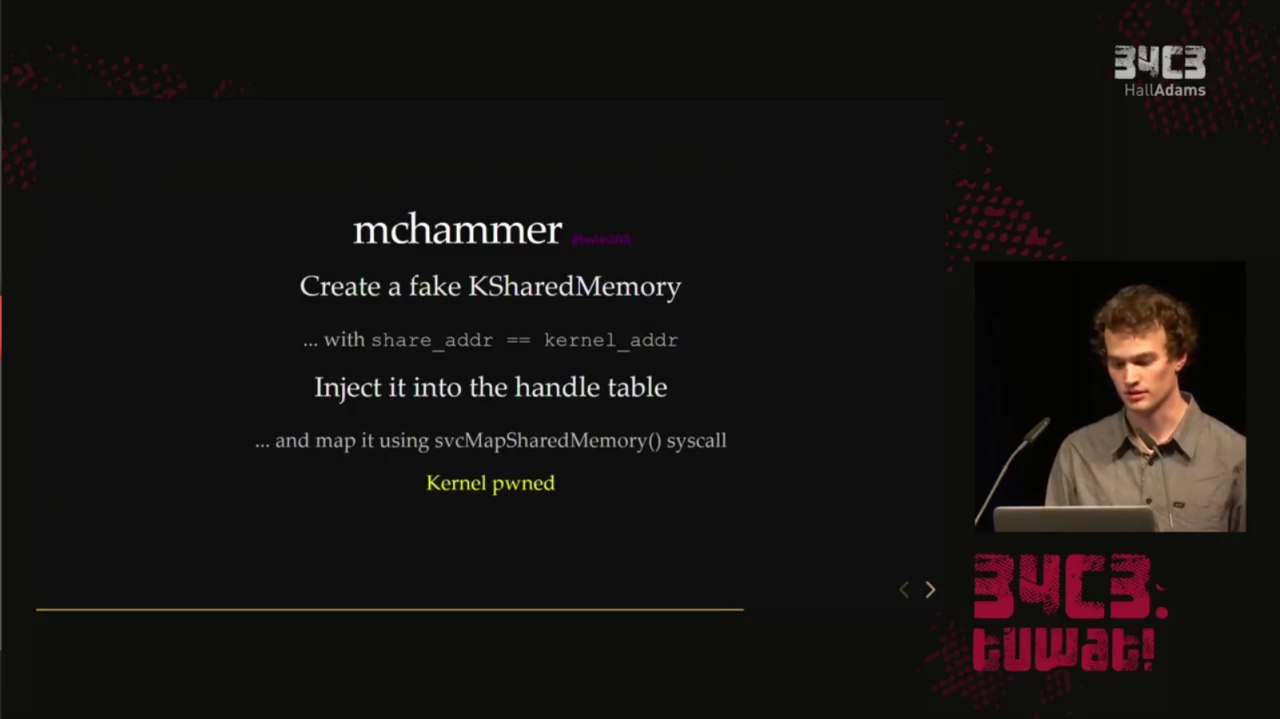 34C3
HallAdams
mchammer
Create a fake KSharedMemory
... with share_addr == kernel_addr
Inject it into the handle table
... and map it using svcMapSharedMemory() syscall
Kernel pwned
34C3:
tuwat!